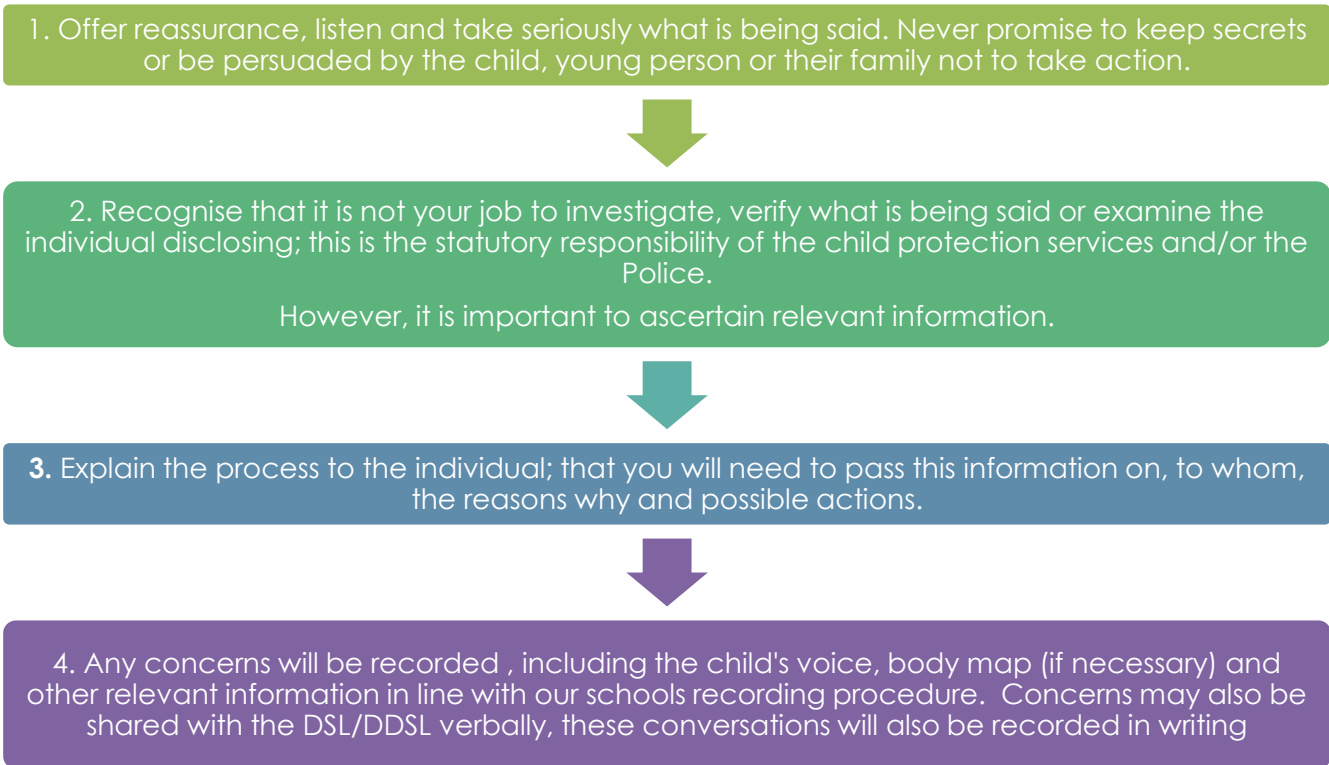 1. Offer reassurance, listen and take seriously what is being said. Never promise to keep secrets
or be persuaded by the child, young person or their family not to take action.
2. Recognise that it is not your job to investigate, verify what is being said or examine the
individual disclosing; this is the statutory responsibility of the child protection services and/or the
Police.
However, it is important to ascertain relevant information.
3. Explain the process to the individual; that you will need to pass this information on, to whom,
the reasons why and possible actions.
4. Any concerns will be recorded , including the child's voice, body map (if necessary) and
other relevant information in line with our schools recording procedure.  Concerns may also be
shared with the DSL/DDSL verbally, these conversations will also be recorded in writing